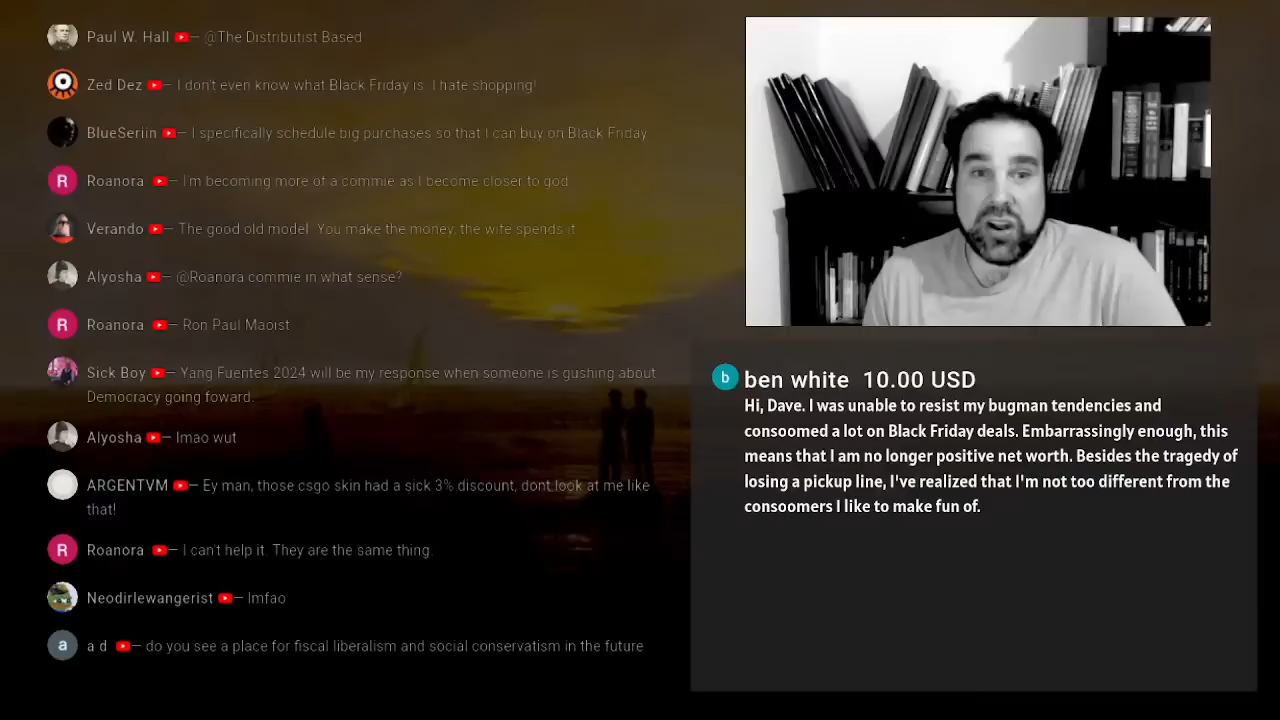 Paul W. Hall — @The Distributist Based
Zed Dez — I don't even know what Black Friday is. I hate shopping!
BlueSeriin — I specifically schedule big purchases so that I can buy on Black Friday
R Roanora — I'm becoming more of a commie as I become closer to god
Verando — The good old model. You make the money, the wife spends it
Alyosha — @Roanora commie in what sense?
R Roanora — Ron Paul Maoist
Sick Boy — Yang Fuentes 2024 will be my response when someone is gushing about
Democracy going foward.
Alyosha — lmao wut
ARGENTVM — Ey man, those csgo skin had a sick 3% discount, dont look at me like
that!
R Roanora — I can't help it. They are the same thing.
Neodirlewangerist — lmfao
a a d — do you see a place for fiscal liberalism and social conservatism in the future
b ben white 10.00 USD
Hi, Dave. I was unable to resist my bugman tendencies and
consoomed a lot on Black Friday deals. Embarrassingly enough, this
means that I am no longer positive net worth. Besides the tragedy of
losing a pickup line, I've realized that I'm not too different from the
consoomers I like to make fun of.